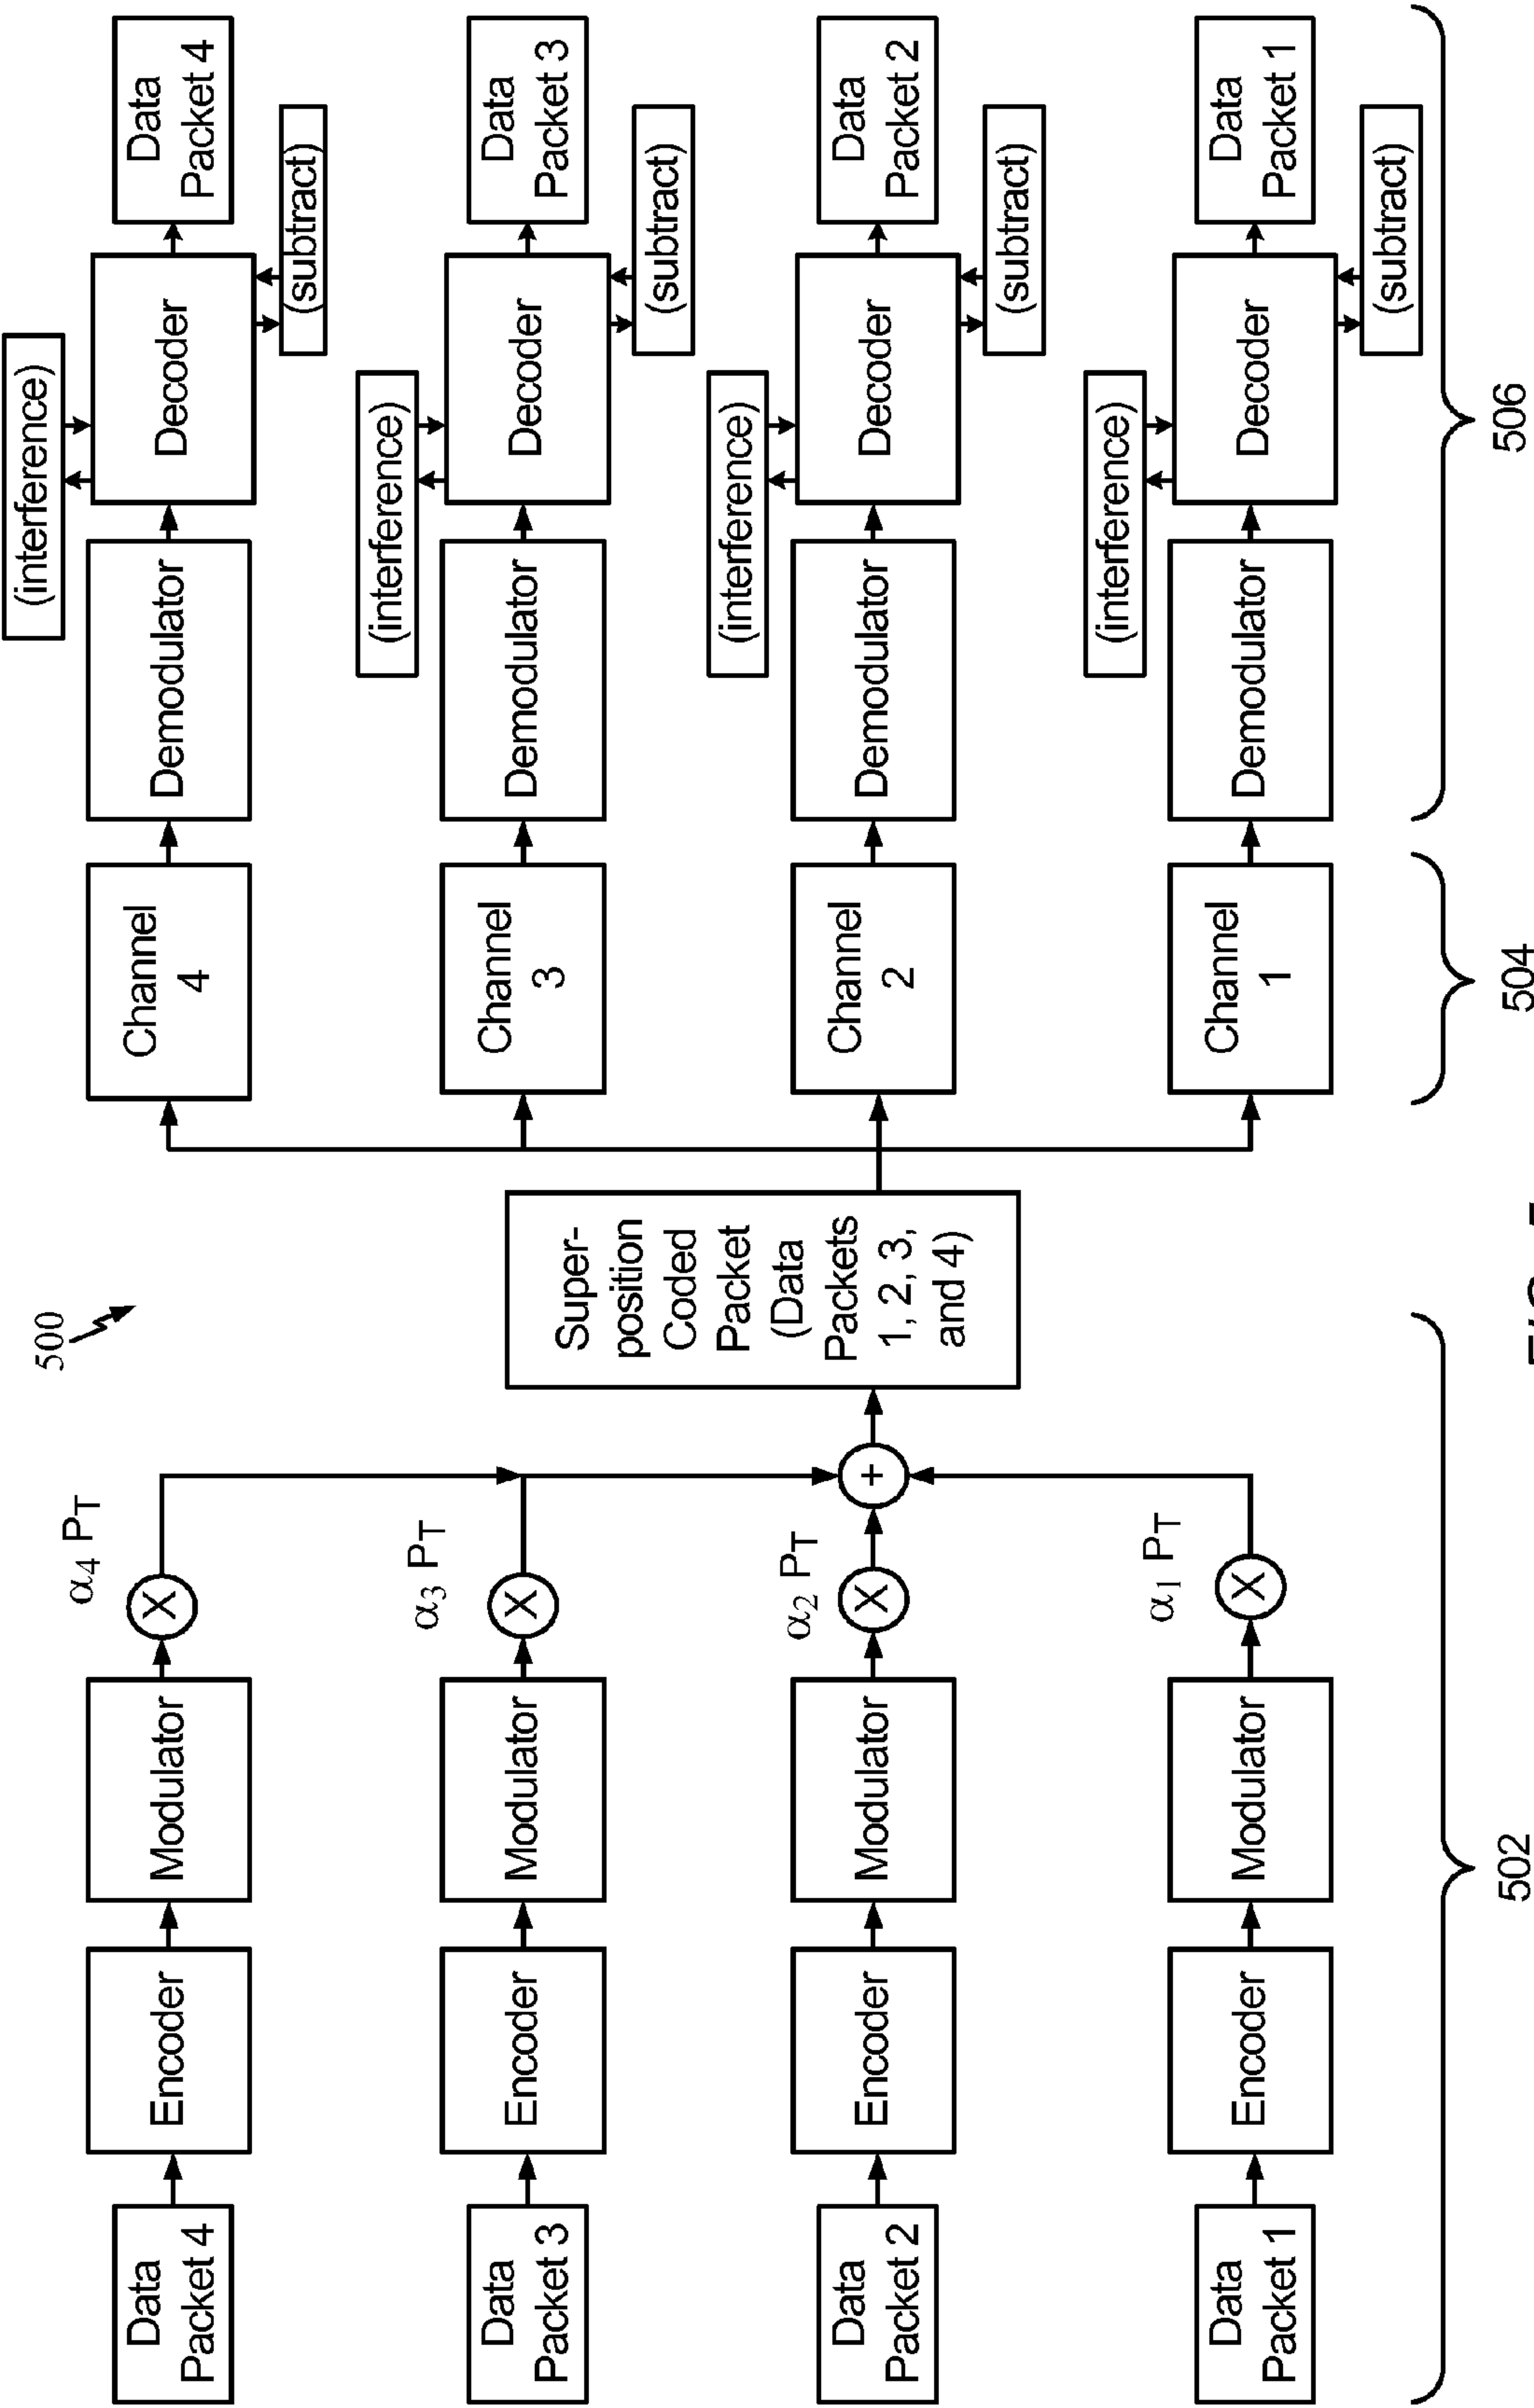 500
Data
Packet 4
Encoder
Modulator
α4 PT
Channel
4
Demodulator
(interference)
Decoder
(subtract)
Data
Packet 4
Data
Packet 3
Encoder
Modulator
α3 PT
Channel
3
Demodulator
(interference)
Decoder
(subtract)
Data
Packet 3
Data
Packet 2
Encoder
Modulator
α2 PT
+
Super-
position
Coded
Packet
(Data
Packets
1, 2, 3,
and 4)
Channel
2
Demodulator
(interference)
Decoder
(subtract)
Data
Packet 2
Data
Packet 1
Encoder
Modulator
α1 PT
Channel
1
Demodulator
(interference)
Decoder
(subtract)
Data
Packet 1
X
X
X
X
502
504
506